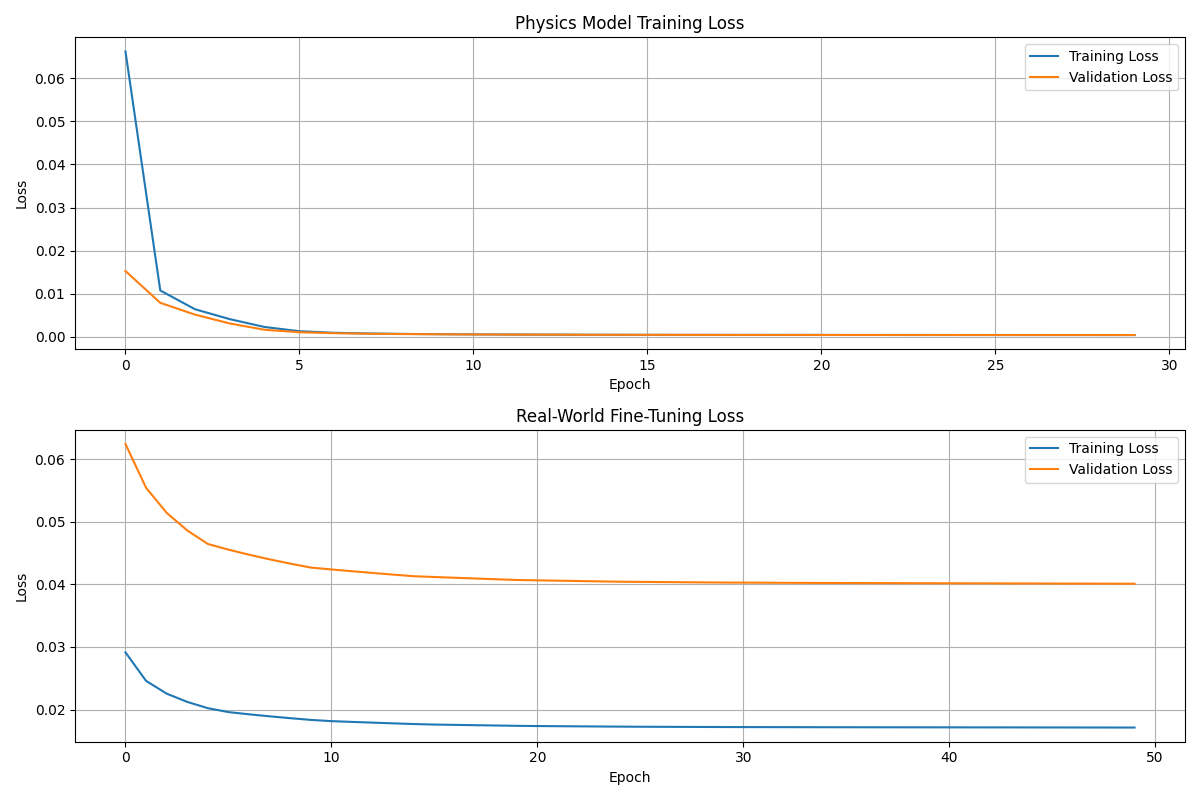 Physics Model Training Loss
Training Loss
Validation Loss
0.06
0.05
0.04
0.03
0.02
0.01
0.00
Loss
0 5 10 15 20 25 30
Epoch
Real-World Fine-Tuning Loss
Training Loss
Validation Loss
0.06
0.05
0.04
0.03
0.02
Loss
0 10 20 30 40 50
Epoch